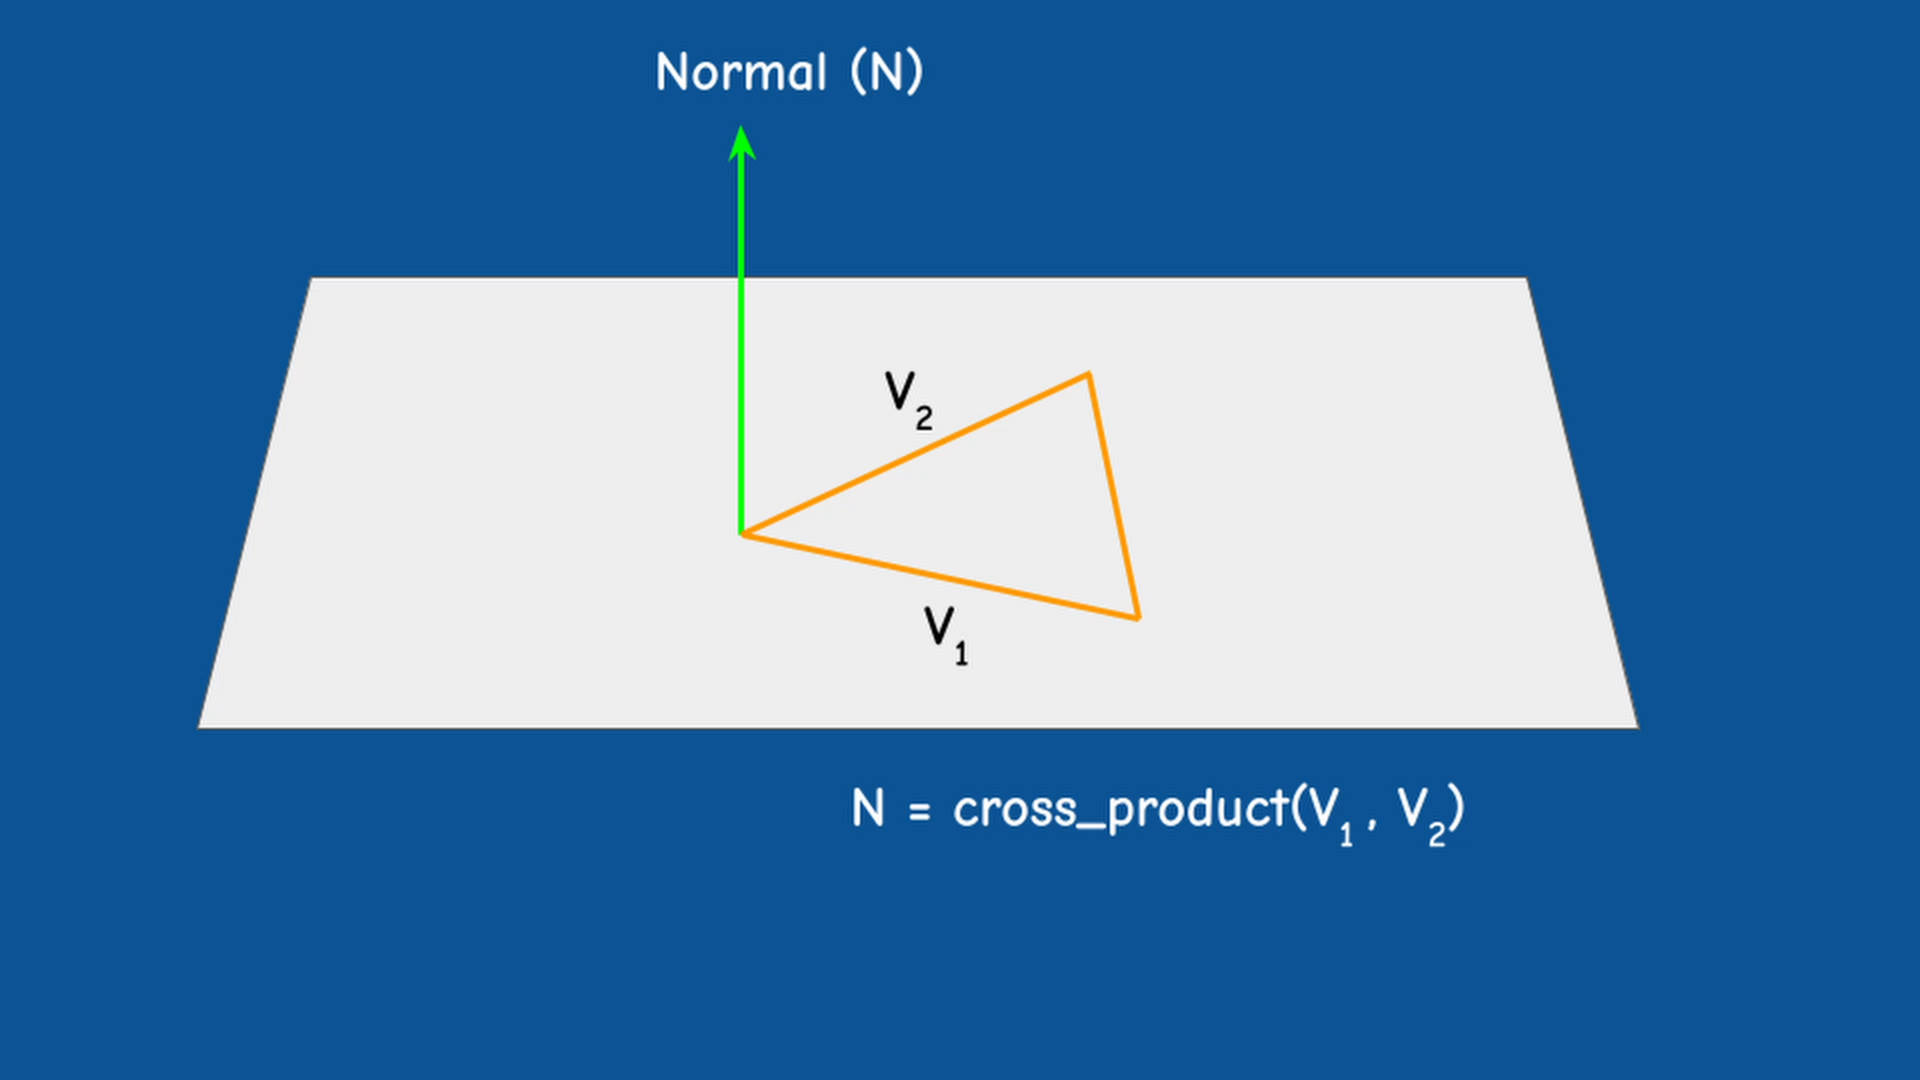 Normal (N)
V₂
V₁
N = cross_product(V₁, V₂)